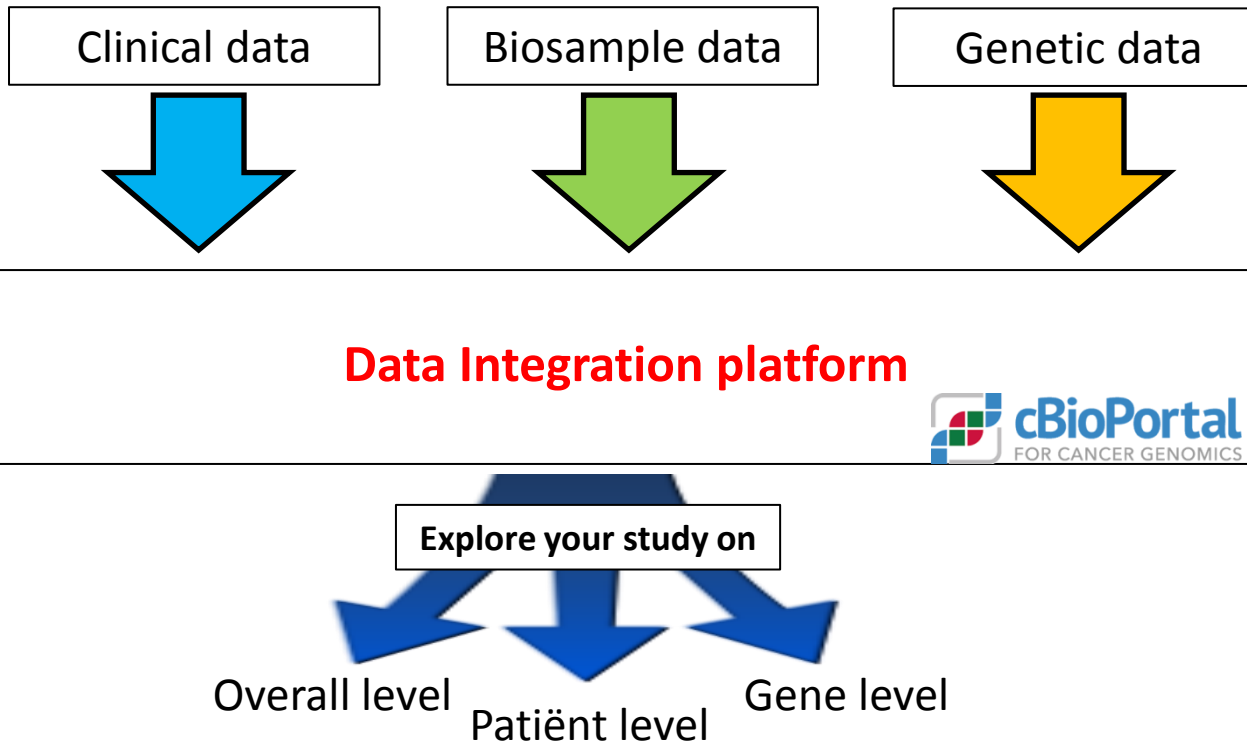 Clinical data
Biosample data
Genetic data
Data Integration platform
cBioPortal
FOR CANCER GENOMICS
Explore your study on
Overall level
Patiënt level
Gene level